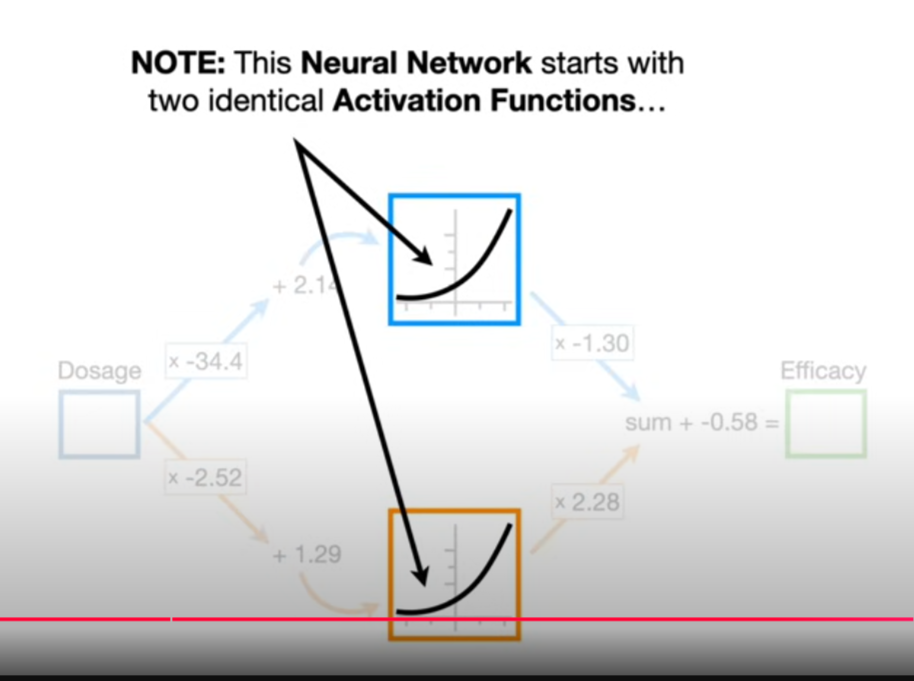 NOTE: This Neural Network starts with
two identical Activation Functions…
+ 2.14
x -34.4
x -1.30
Dosage
Efficacy
sum + -0.58 =
x -2.52
x 2.28
+ 1.29